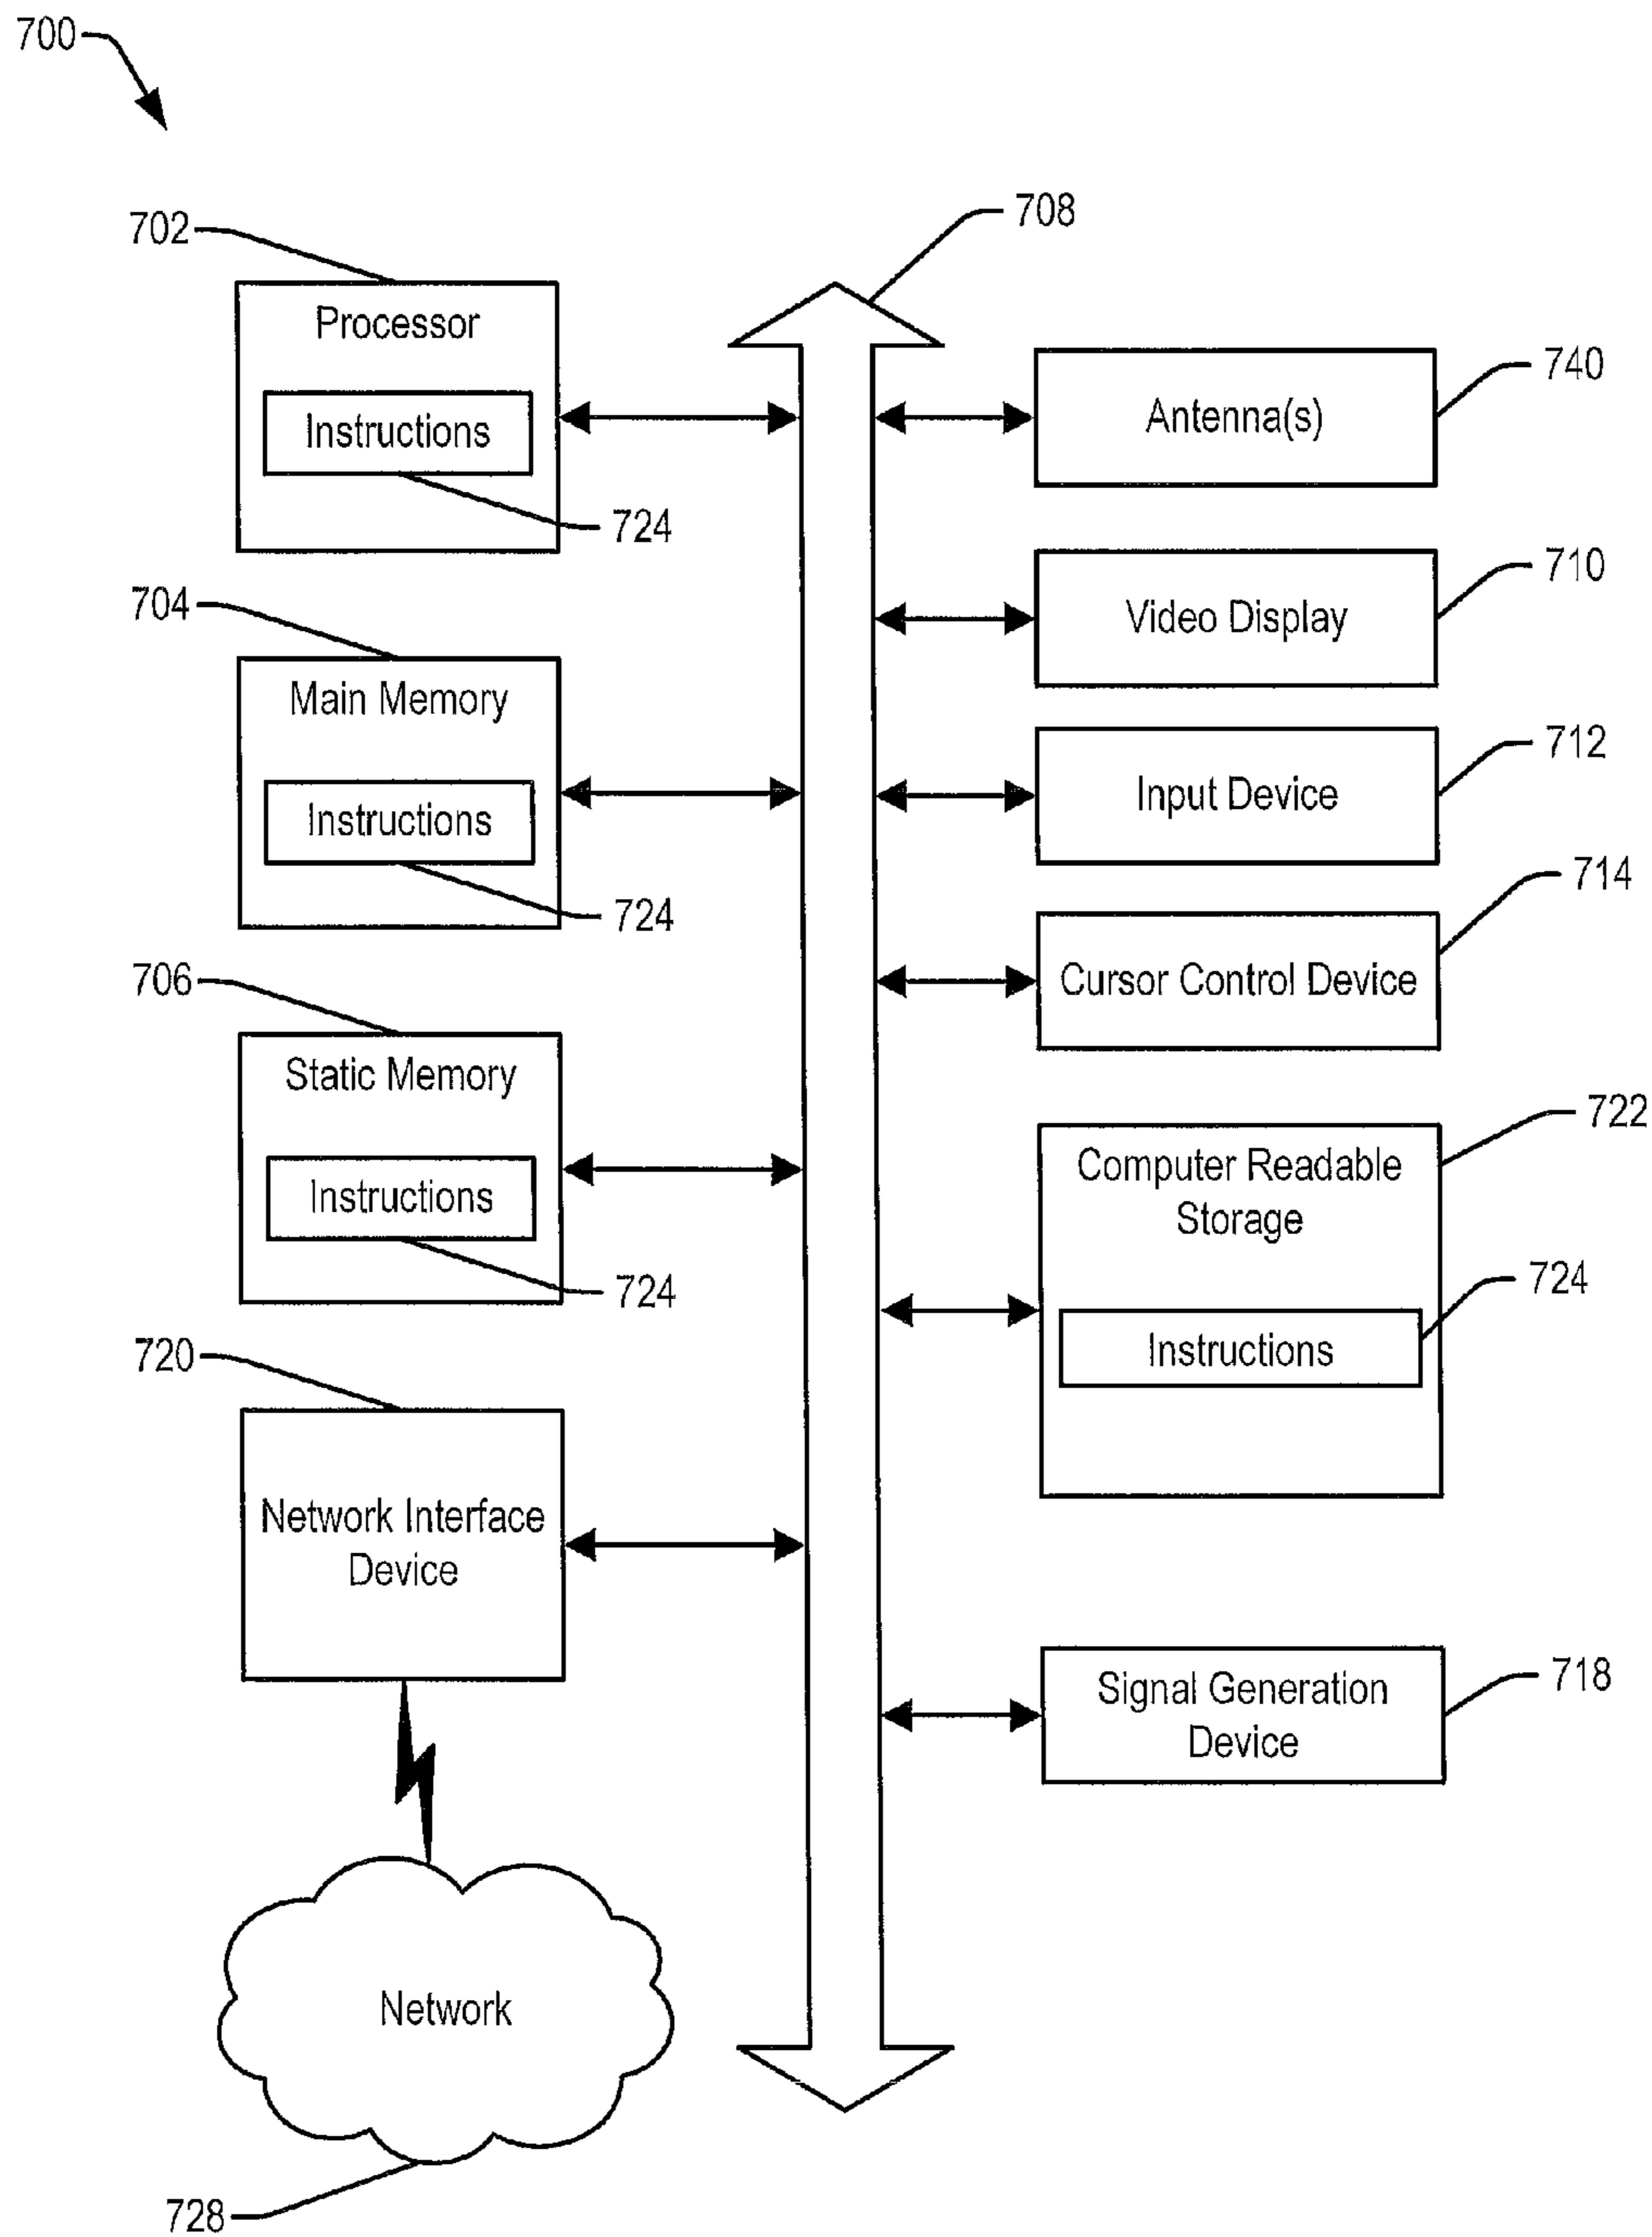 700
702
708
Processor
740
Instructions
Antenna(s)
724
710
704
Video Display
Main Memory
712
Instructions
Input Device
714
724
706
Cursor Control Device
Static Memory
722
Computer Readable
Storage
Instructions
724
724
720
Instructions
Network Interface
Device
718
Signal Generation
Device
Network
728